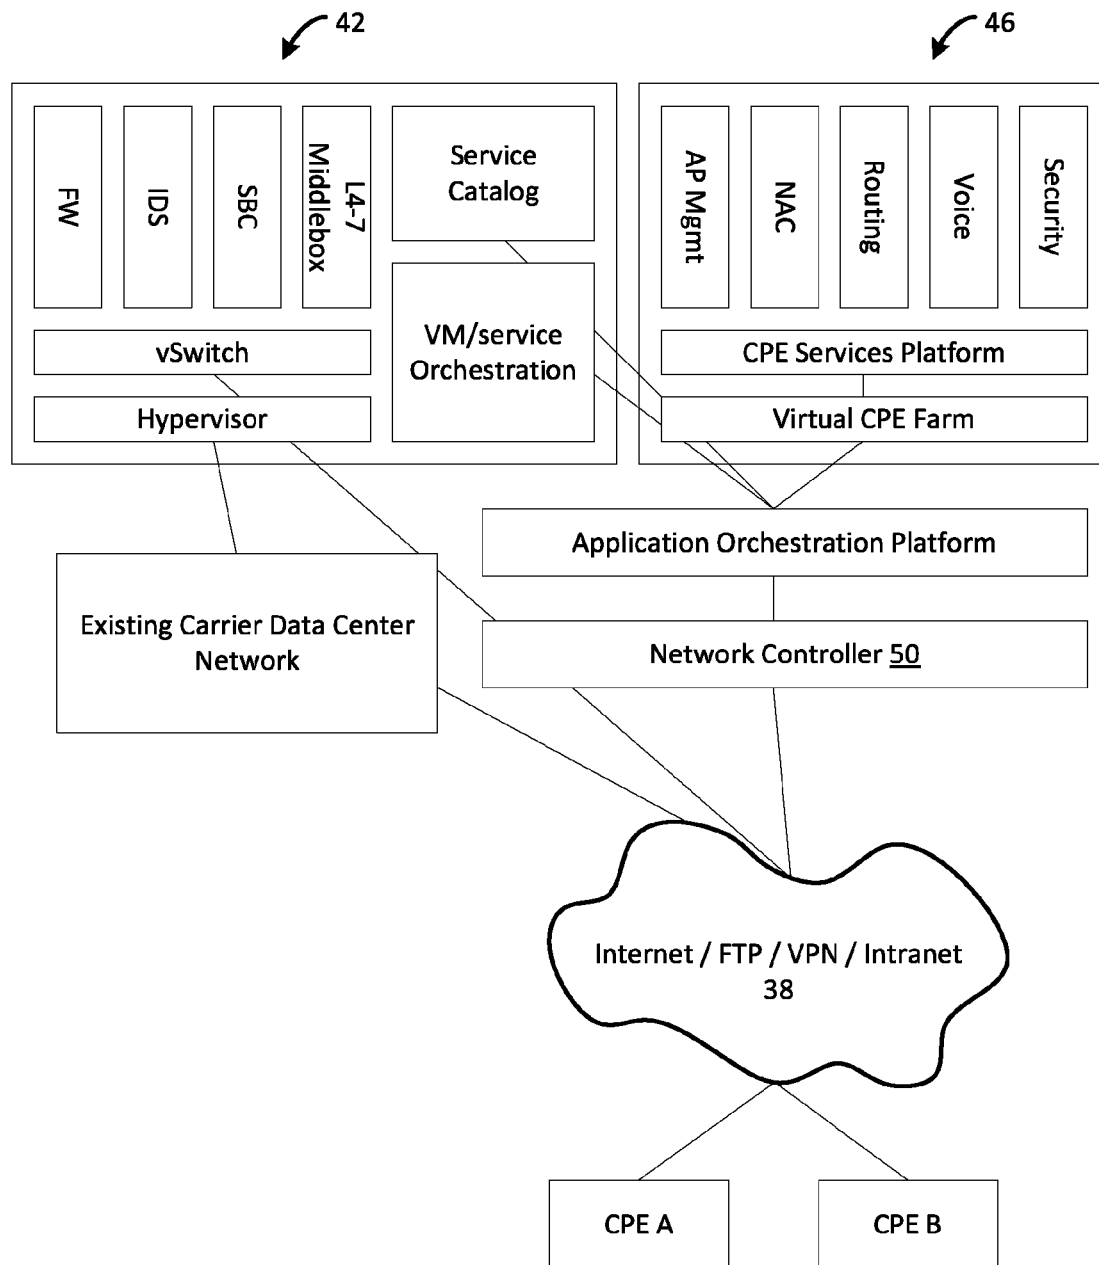 42
46
FW
IDS
SBC
L4-7
Middlebox
Service
Catalog
AP Mgmt
NAC
Routing
Voice
Security
VM/service
Orchestration
vSwitch
Hypervisor
CPE Services Platform
Virtual CPE Farm
Application Orchestration Platform
Existing Carrier Data Center
Network
Network Controller 50
Internet / FTP / VPN / Intranet
38
CPE A
CPE B